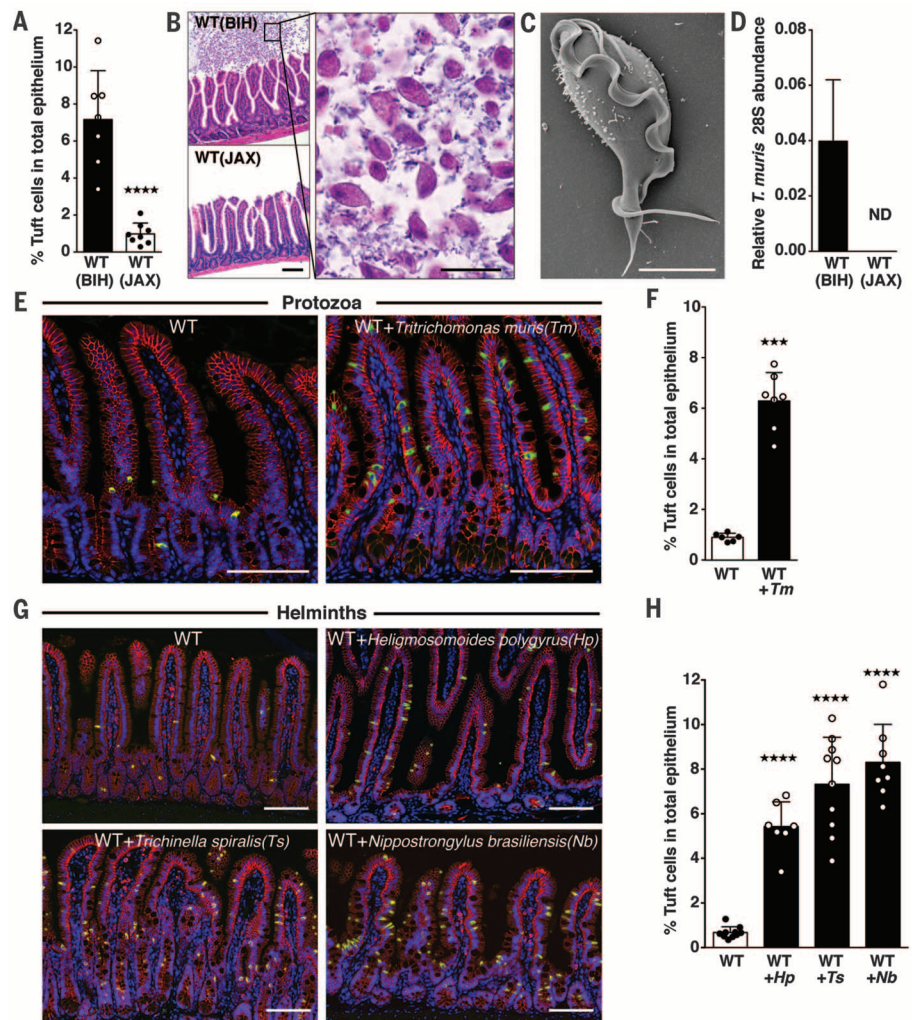 A
% Tuft cells in total epithelium
12
10
8
6
4
2
0
★★★★
WT
(BIH)
WT
(JAX)
B
WT(BIH)
WT(JAX)
C
D
Relative T. muris 28S abundance
0.08
0.06
0.04
0.02
0.00
ND
WT
(BIH)
WT
(JAX)
E
Protozoa
WT
WT+Tritrichomonas muris(Tm)
F
% Tuft cells in total epithelium
10
8
6
4
2
0
★★★
WT
WT
+Tm
G
Helminths
WT
WT+Heligmosomoides polygyrus(Hp)
WT+Trichinella spiralis(Ts)
WT+Nippostrongylus brasiliensis(Nb)
H
% Tuft cells in total epithelium
12
10
8
6
4
2
0
★★★★
★★★★
★★★★
WT
WT
+Hp
WT
+Ts
WT
+Nb